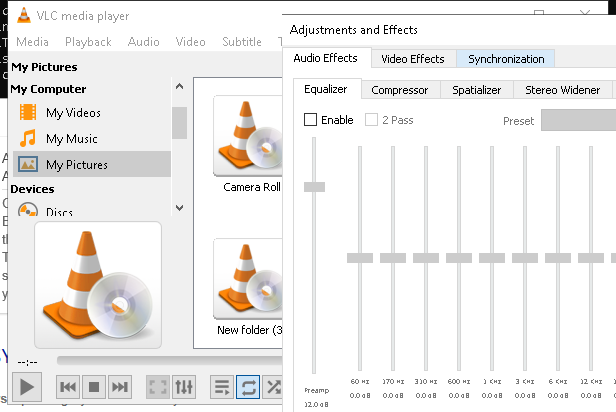 VLC media player
Media Playback Audio Video Subtitle
My Pictures
My Computer
My Videos
My Music
My Pictures
Devices
Discs
Camera Roll
New folder (3
--:--
Adjustments and Effects
Audio Effects Video Effects Synchronization
Equalizer Compressor Spatializer Stereo Widener
Enable 2 Pass Preset
60 Hz 170 Hz 310 Hz 600 Hz 1 KHz 3 KHz 6 KHz 12 KHz
Preamp 0.0 dB 0.0 dB 0.0 dB 0.0 dB 0.0 dB 0.0 dB 0.0 dB 0.0 dB
12.0 dB